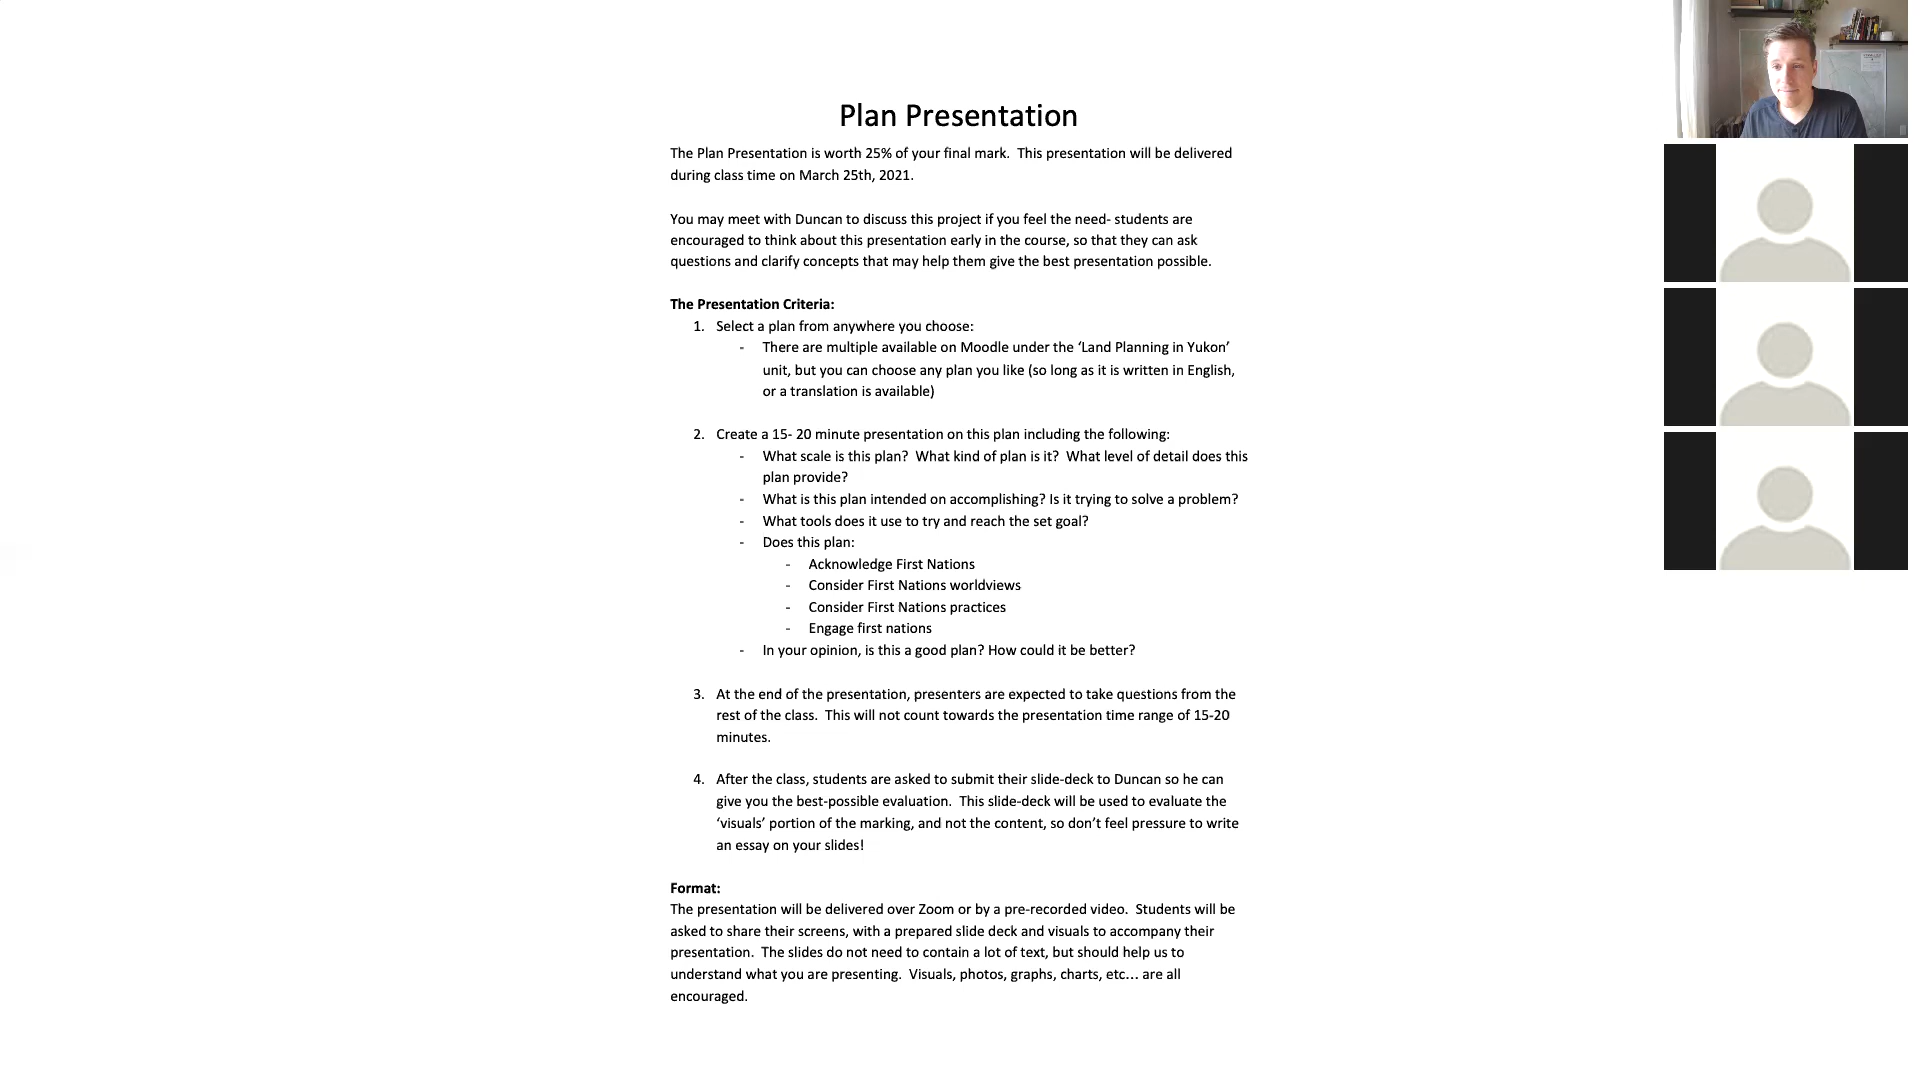 Plan Presentation
The Plan Presentation is worth 25% of your final mark.  This presentation will be delivered
during class time on March 25th, 2021.
You may meet with Duncan to discuss this project if you feel the need- students are
encouraged to think about this presentation early in the course, so that they can ask
questions and clarify concepts that may help them give the best presentation possible.
The Presentation Criteria:
1. Select a plan from anywhere you choose:
- There are multiple available on Moodle under the ‘Land Planning in Yukon’
unit, but you can choose any plan you like (so long as it is written in English,
or a translation is available)
2. Create a 15- 20 minute presentation on this plan including the following:
- What scale is this plan?  What kind of plan is it?  What level of detail does this
plan provide?
- What is this plan intended on accomplishing? Is it trying to solve a problem?
- What tools does it use to try and reach the set goal?
- Does this plan:
- Acknowledge First Nations
- Consider First Nations worldviews
- Consider First Nations practices
- Engage first nations
- In your opinion, is this a good plan? How could it be better?
3. At the end of the presentation, presenters are expected to take questions from the
rest of the class.  This will not count towards the presentation time range of 15-20
minutes.
4. After the class, students are asked to submit their slide-deck to Duncan so he can
give you the best-possible evaluation.  This slide-deck will be used to evaluate the
‘visuals’ portion of the marking, and not the content, so don’t feel pressure to write
an essay on your slides!
Format:
The presentation will be delivered over Zoom or by a pre-recorded video.  Students will be
asked to share their screens, with a prepared slide deck and visuals to accompany their
presentation.  The slides do not need to contain a lot of text, but should help us to
understand what you are presenting.  Visuals, photos, graphs, charts, etc... are all
encouraged.